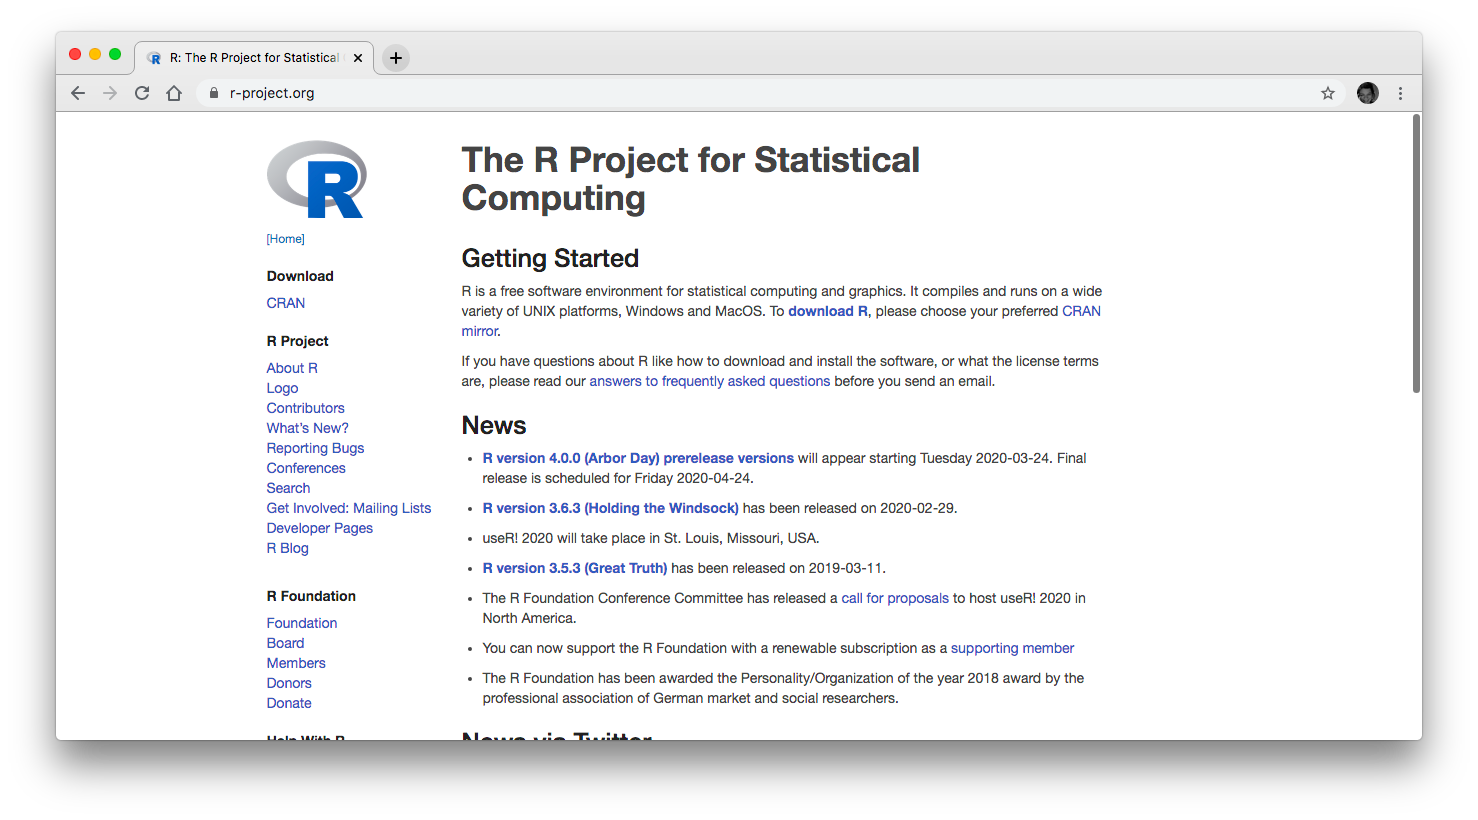 R: The R Project for Statistical
r-project.org
R
[Home]
Download
CRAN
R Project
About R
Logo
Contributors
What's New?
Reporting Bugs
Conferences
Search
Get Involved: Mailing Lists
Developer Pages
R Blog
R Foundation
Foundation
Board
Members
Donors
Donate
Help With R
The R Project for Statistical
Computing
Getting Started
R is a free software environment for statistical computing and graphics. It compiles and runs on a wide
variety of UNIX platforms, Windows and MacOS. To download R, please choose your preferred CRAN
mirror.
If you have questions about R like how to download and install the software, or what the license terms
are, please read our answers to frequently asked questions before you send an email.
News
• R version 4.0.0 (Arbor Day) prerelease versions will appear starting Tuesday 2020-03-24. Final
release is scheduled for Friday 2020-04-24.
• R version 3.6.3 (Holding the Windsock) has been released on 2020-02-29.
• useR! 2020 will take place in St. Louis, Missouri, USA.
• R version 3.5.3 (Great Truth) has been released on 2019-03-11.
• The R Foundation Conference Committee has released a call for proposals to host useR! 2020 in
North America.
• You can now support the R Foundation with a renewable subscription as a supporting member
• The R Foundation has been awarded the Personality/Organization of the year 2018 award by the
professional association of German market and social researchers.
News via Twitter